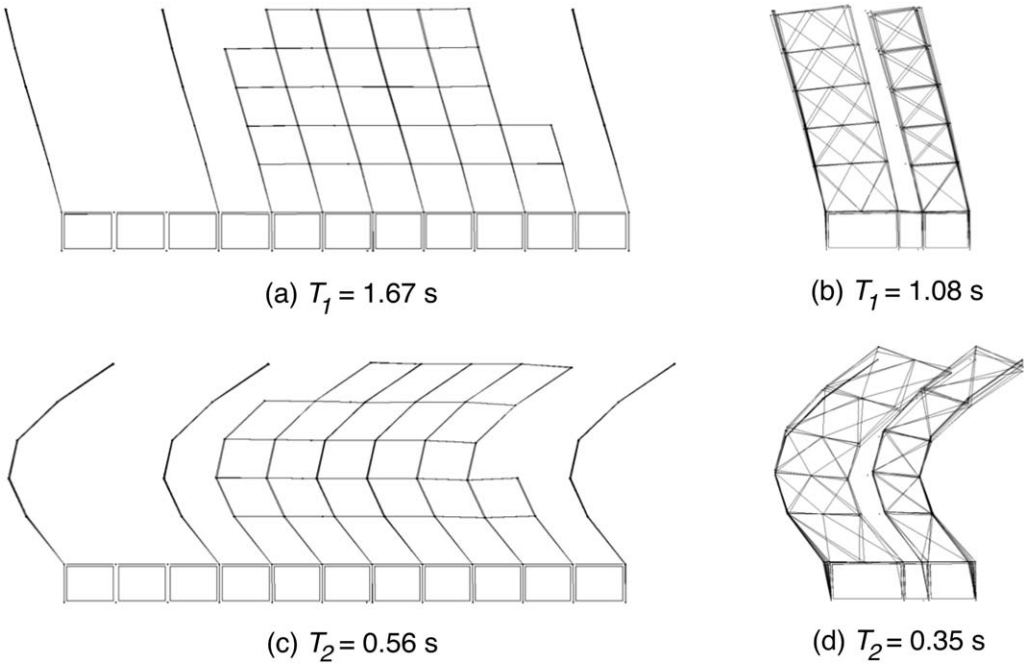 (a) T1 = 1.67 s
(b) T1 = 1.08 s
(c) T2 = 0.56 s
(d) T2 = 0.35 s